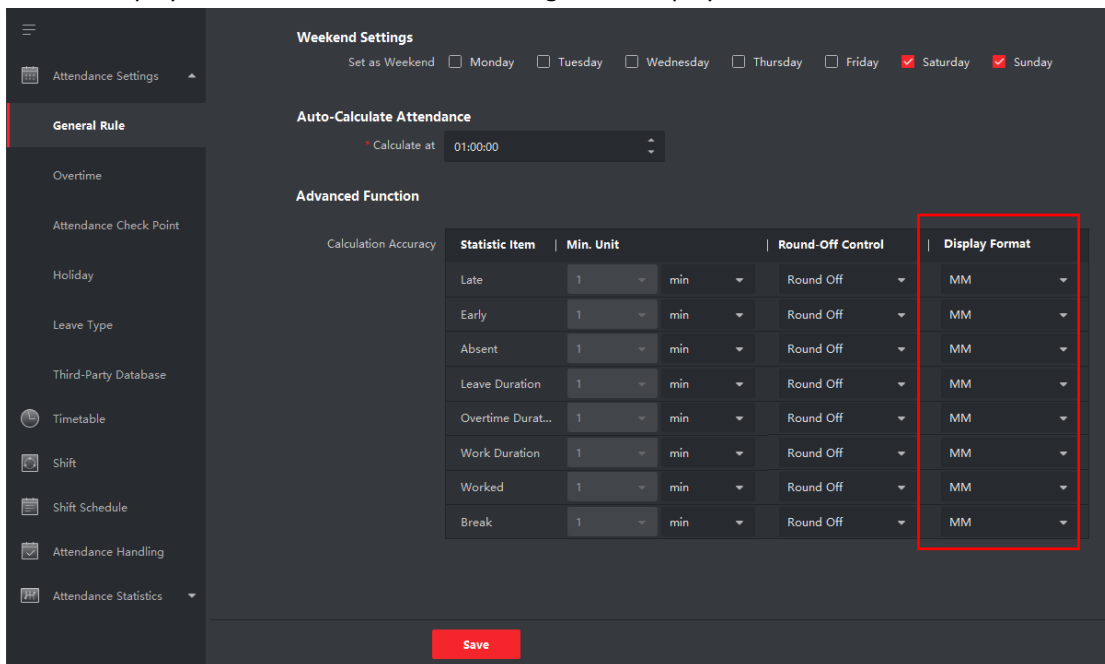 Attendance Settings
General Rule
Overtime
Attendance Check Point
Holiday
Leave Type
Third-Party Database
Timetable
Shift
Shift Schedule
Attendance Handling
Attendance Statistics
Weekend Settings
Set as Weekend Monday Tuesday Wednesday Thursday Friday Saturday Sunday
Auto-Calculate Attendance
* Calculate at 01:00:00
Advanced Function
Calculation Accuracy
Statistic Item | Min. Unit | Round-Off Control | Display Format
Late 1 min Round Off MM
Early 1 min Round Off MM
Absent 1 min Round Off MM
Leave Duration 1 min Round Off MM
Overtime Durat... 1 min Round Off MM
Work Duration 1 min Round Off MM
Worked 1 min Round Off MM
Break 1 min Round Off MM
Save